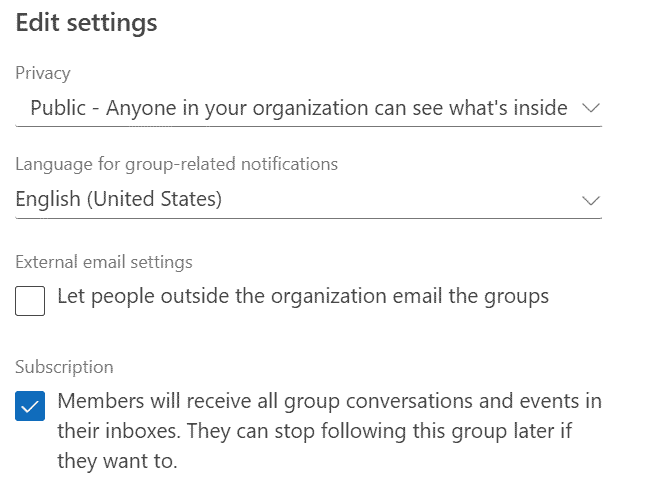 Edit settings
Privacy
Public - Anyone in your organization can see what's inside
Language for group-related notifications
English (United States)
External email settings
Let people outside the organization email the groups
Subscription
Members will receive all group conversations and events in
their inboxes. They can stop following this group later if
they want to.